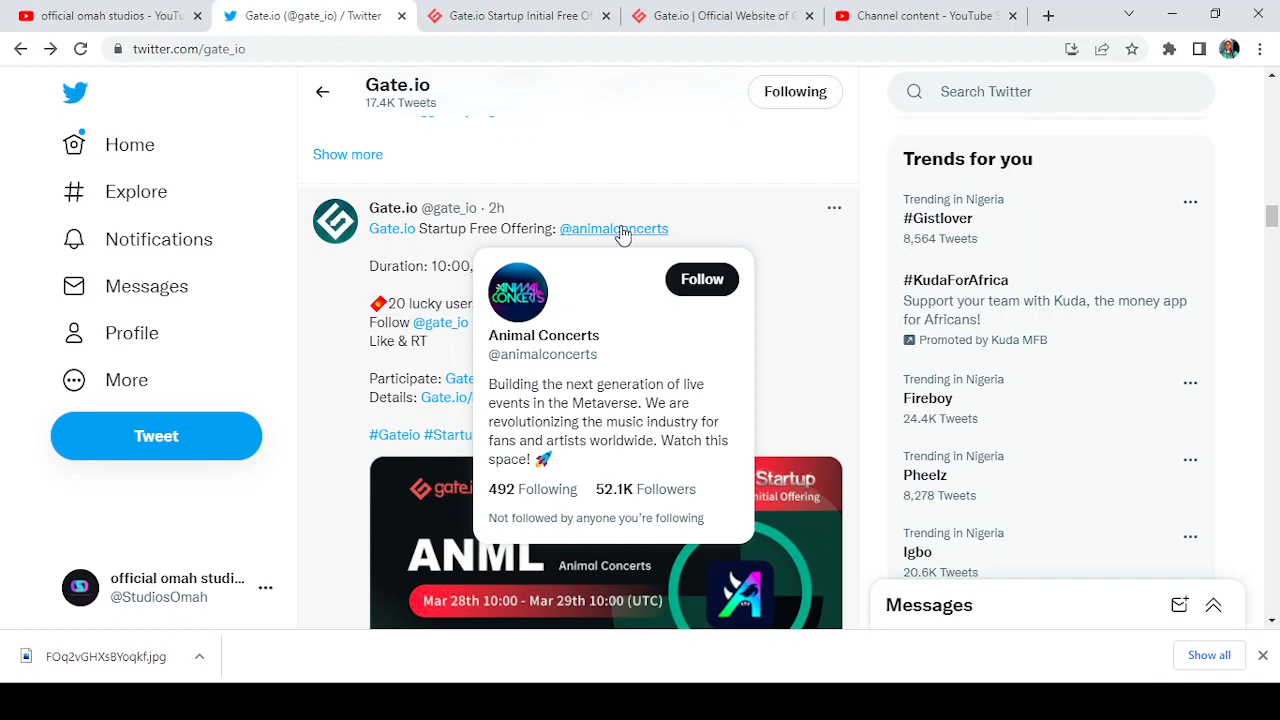 official omah studios - YouTu
Gate.io (@gate_io) / Twitter
Gate.io Startup Initial Free Of
Gate.io | Official Website of G
Channel content - YouTube S
twitter.com/gate_io
Gate.io
17.4K Tweets
Following
Search Twitter
Home
Explore
Notifications
Messages
Profile
More
Tweet
official omah studi...
@StudiosOmah
Show more
Gate.io @gate_io · 2h
Gate.io Startup Free Offering: @animalconcerts
Duration: 10:00,
20 lucky user
Follow @gate_io
Like & RT
Participate: Gate
Details: Gate.io/
#Gateio #Startu
Follow
ANIMAL
CONCERTS
Animal Concerts
@animalconcerts
Building the next generation of live
events in the Metaverse. We are
revolutionizing the music industry for
fans and artists worldwide. Watch this
space! 🚀
492 Following 52.1K Followers
Not followed by anyone you're following
gate.i
Startup
nitial Offering
ANML Animal Concerts
Mar 28th 10:00 - Mar 29th 10:00 (UTC)
Trends for you
Trending in Nigeria
#Gistlover
8,564 Tweets
#KudaForAfrica
Support your team with Kuda, the money app
for Africans!
Promoted by Kuda MFB
Trending in Nigeria
Fireboy
24.4K Tweets
Trending in Nigeria
Pheelz
8,278 Tweets
Trending in Nigeria
Igbo
20.6K Tweets
Messages
FOq2vGHXsBYoqkf.jpg
Show all